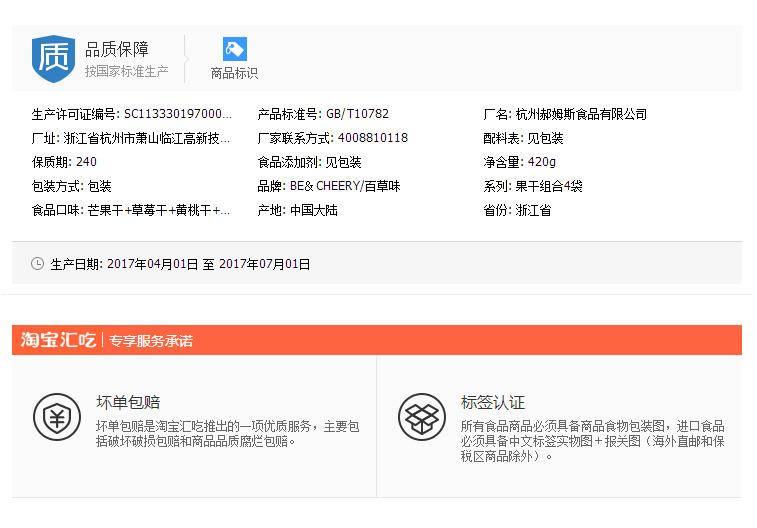 质
品质保障
按国家标准生产
商品标识
生产许可证编号: SC113330197000... 产品标准号: GB/T10782 厂名: 杭州郝姆斯食品有限公司
厂址: 浙江省杭州市萧山临江高新技... 厂家联系方式: 4008810118 配料表: 见包装
保质期: 240 食品添加剂: 见包装 净含量: 420g
包装方式: 包装 品牌: BE& CHEERY/百草味 系列: 果干组合4袋
食品口味: 芒果干+草莓干+黄桃干+... 产地: 中国大陆 省份: 浙江省
生产日期: 2017年04月01日 至 2017年07月01日
淘宝汇吃 | 专享服务承诺
坏单包赔
坏单包赔是淘宝汇吃推出的一项优质服务，主要包
括破坏破损包赔和商品品质腐烂包赔。
标签认证
所有食品商品必须具备商品食物包装图，进口食品
必须具备中文标签实物图＋报关图（海外直邮和保
税区商品除外）。